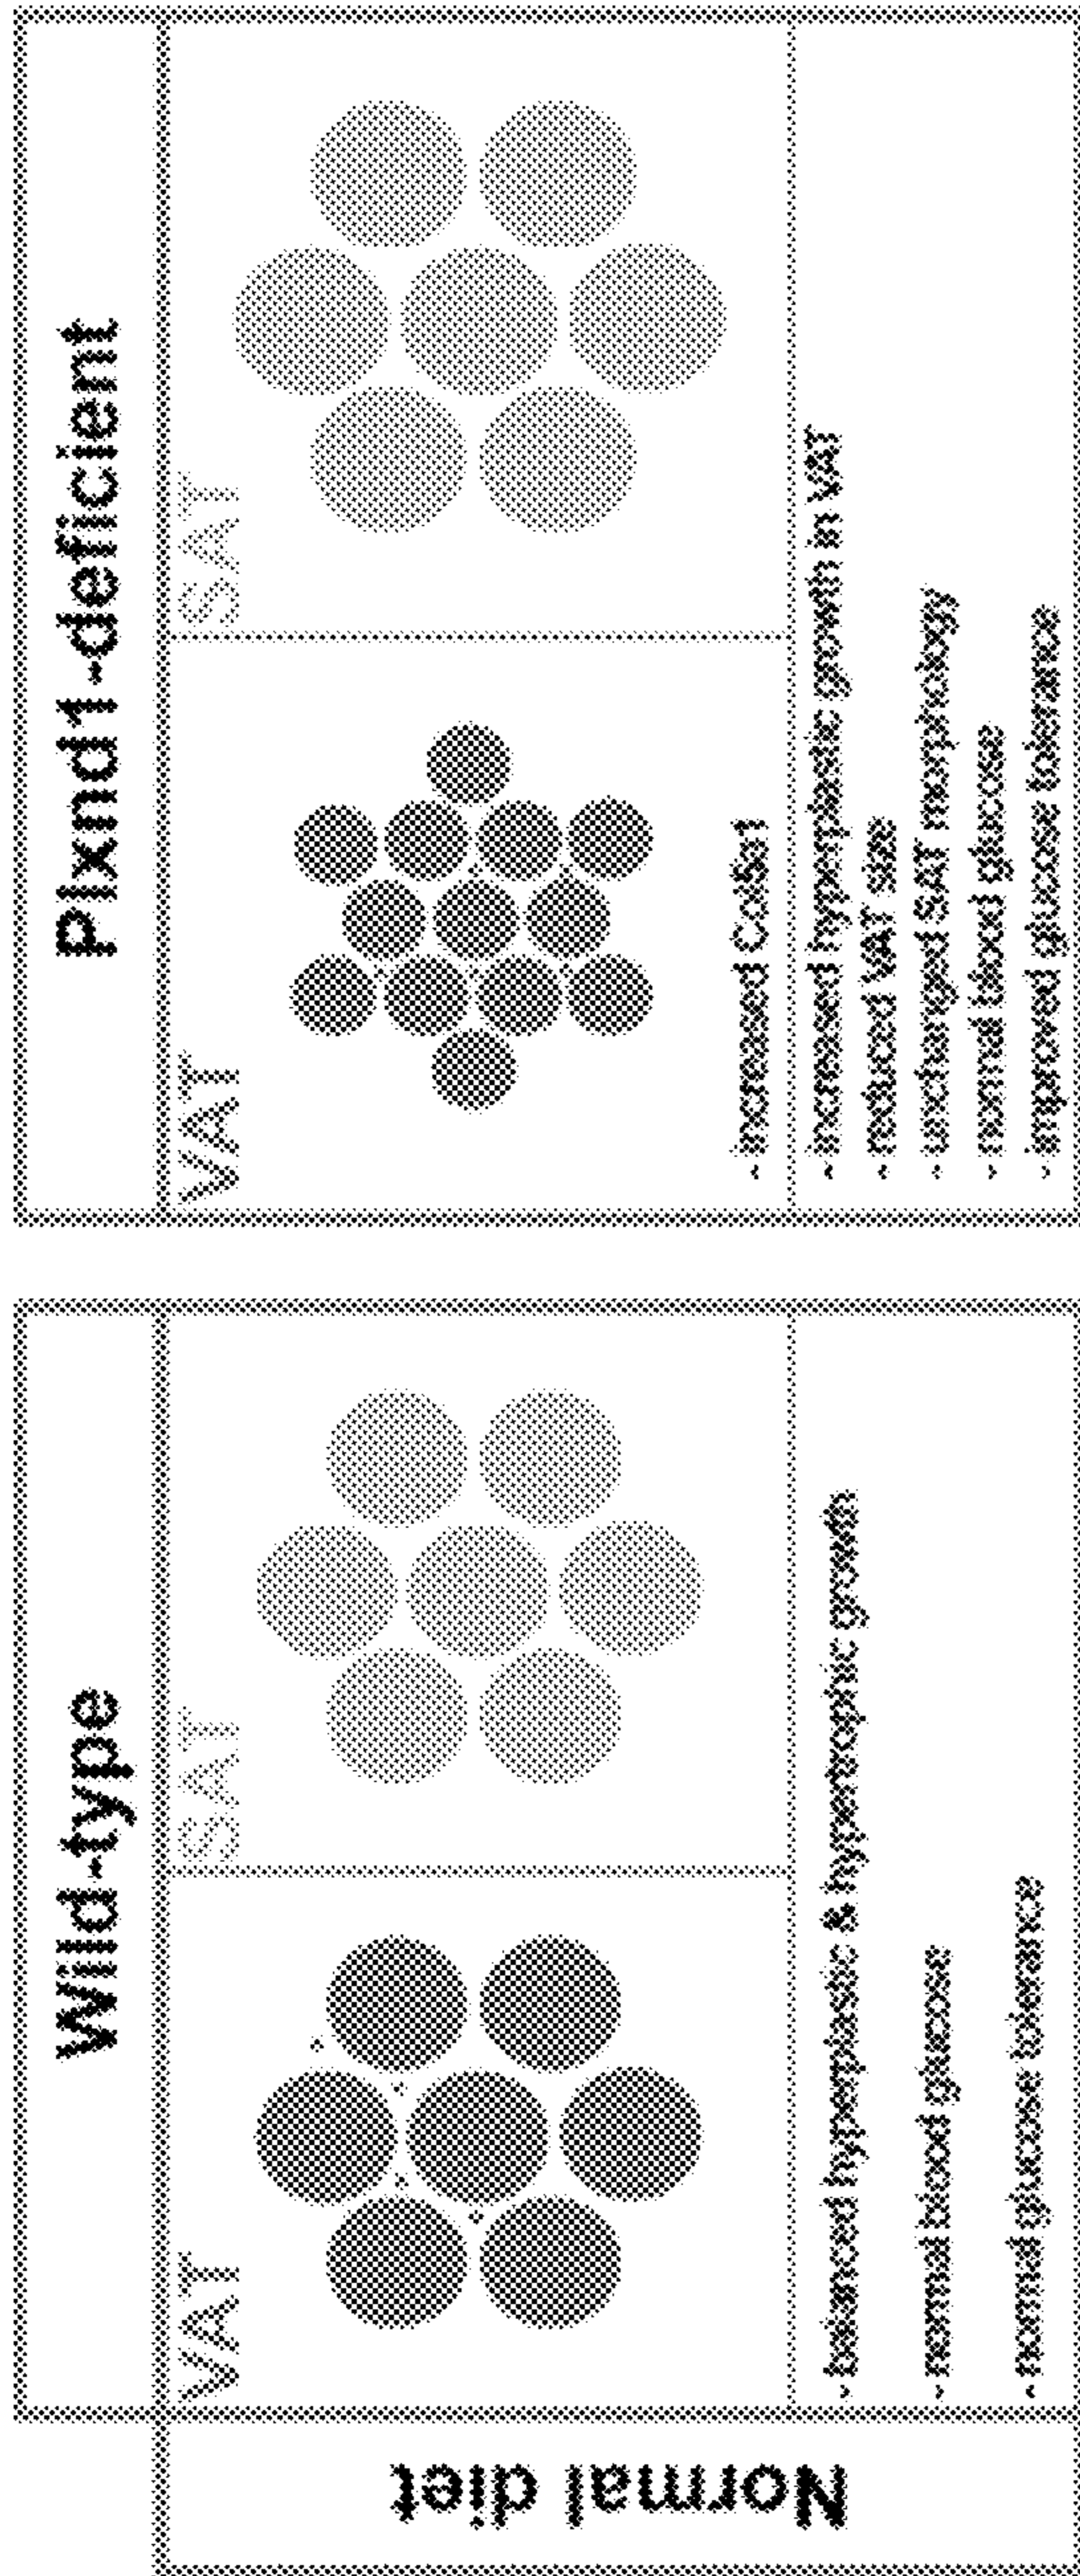 Wild-type
Plxnd1-deficient
Normal diet
VAT
SAT
VAT
SAT
- increased Col5a1
- balanced hyperplastic & hypertrophic growth
- normal blood glucose
- normal glucose tolerance
- increased hyperplastic growth in VAT
- reduced VAT size
- unchanged SAT morphology
- normal blood glucose
- improved glucose tolerance